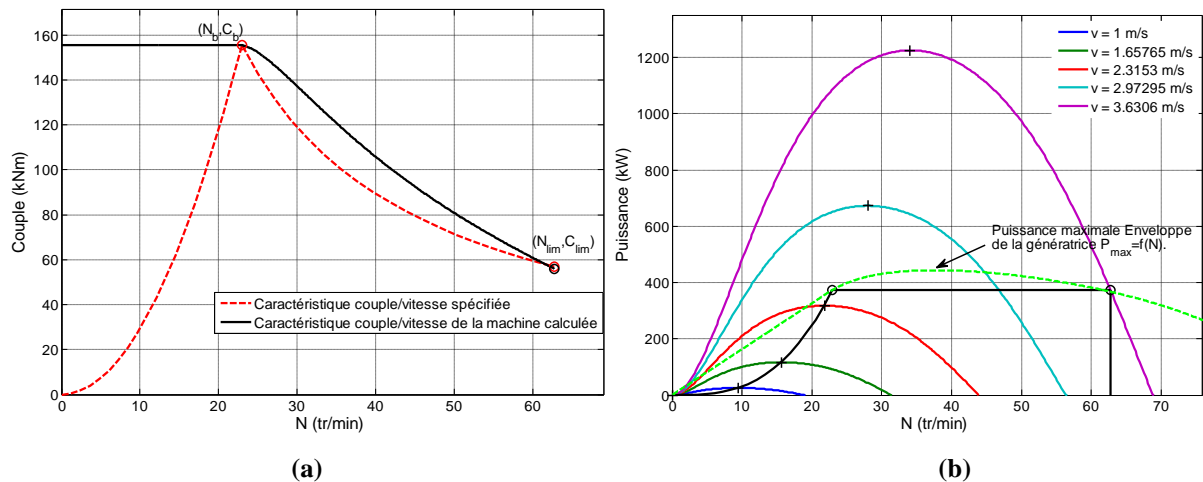 (N_b,C_b)
160
140
120
100
80
60
40
20
0
Couple (kNm)
(N_lim,C_lim)
Caractéristique couple/vitesse spécifiée
Caractéristique couple/vitesse de la machine calculée
0 10 20 30 40 50 60
N (tr/min)
(a)
v = 1 m/s
v = 1.65765 m/s
v = 2.3153 m/s
v = 2.97295 m/s
v = 3.6306 m/s
1200
1000
800
600
400
200
0
Puissance (kW)
Puissance maximale Enveloppe
de la génératrice P_max=f(N).
0 10 20 30 40 50 60 70
N (tr/min)
(b)